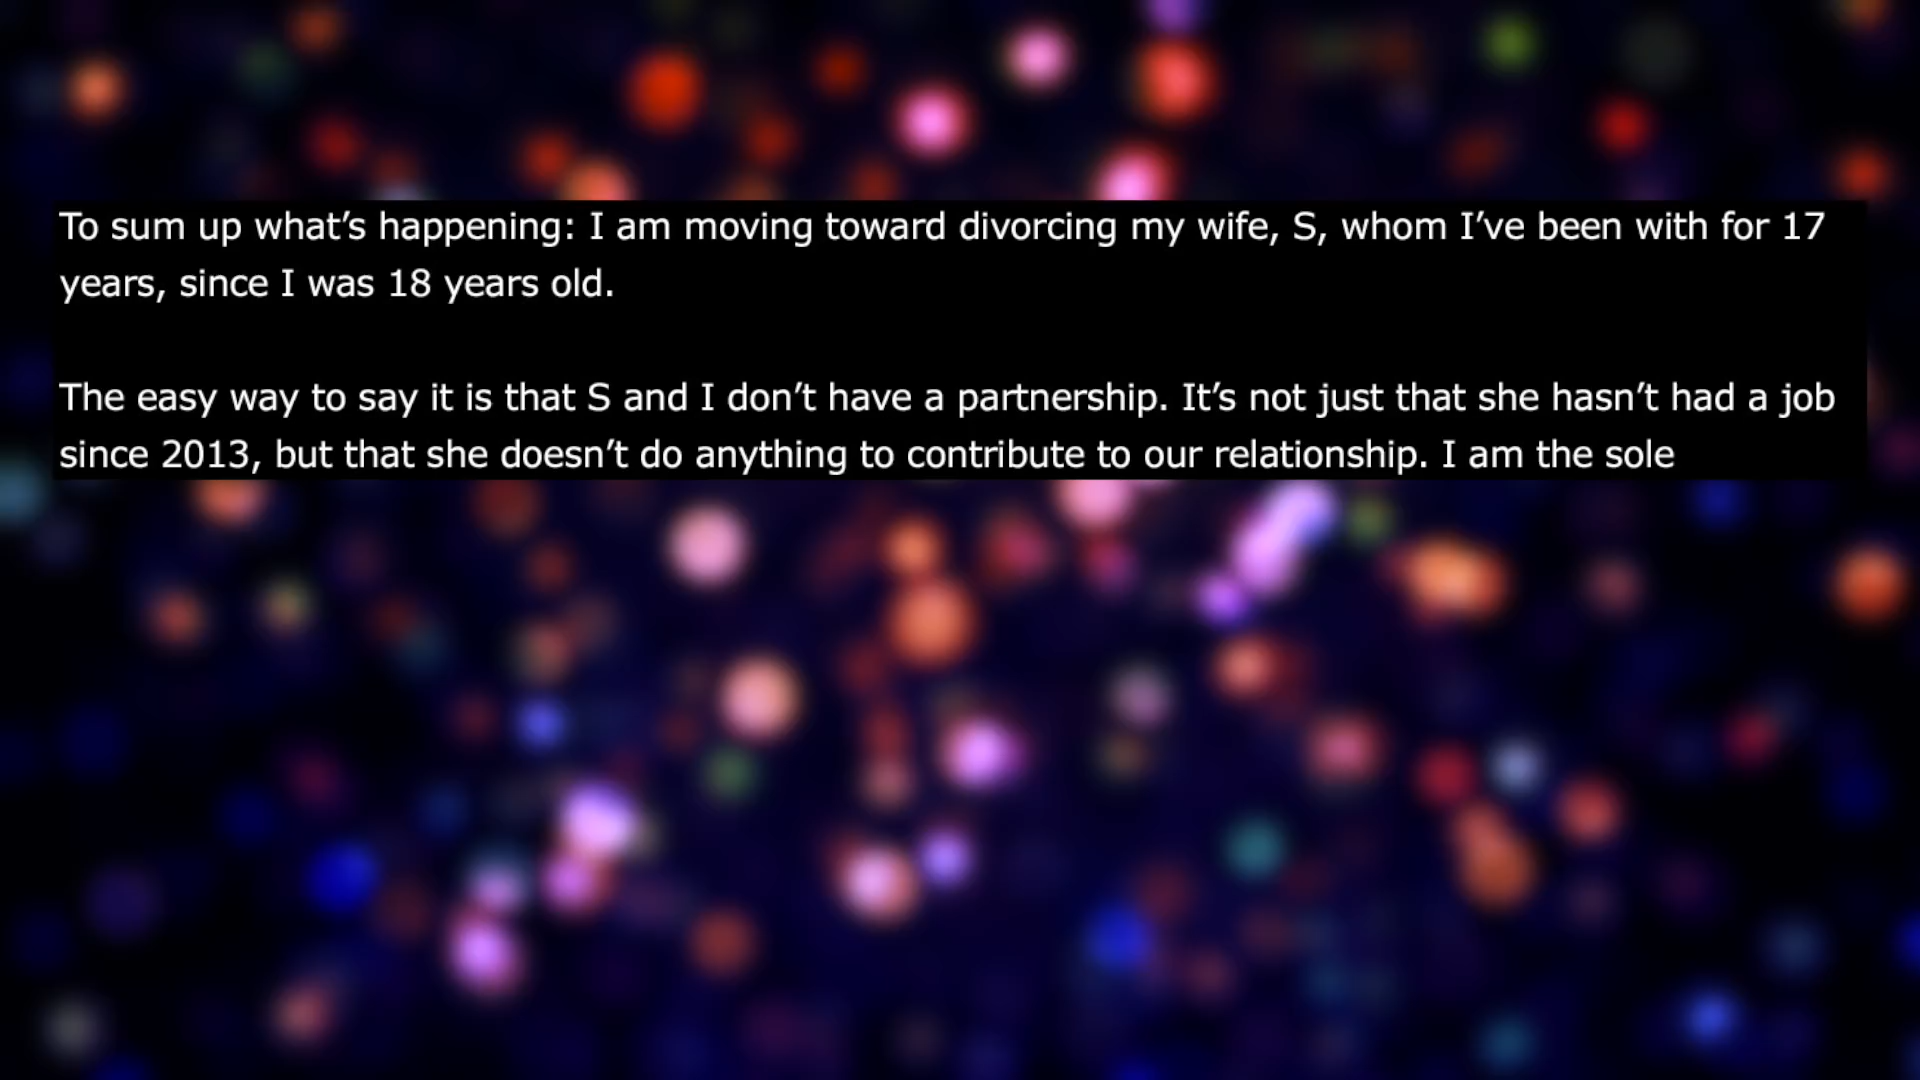 To sum up what’s happening: I am moving toward divorcing my wife, S, whom I’ve been with for 17
years, since I was 18 years old.
The easy way to say it is that S and I don’t have a partnership. It’s not just that she hasn’t had a job
since 2013, but that she doesn’t do anything to contribute to our relationship. I am the sole